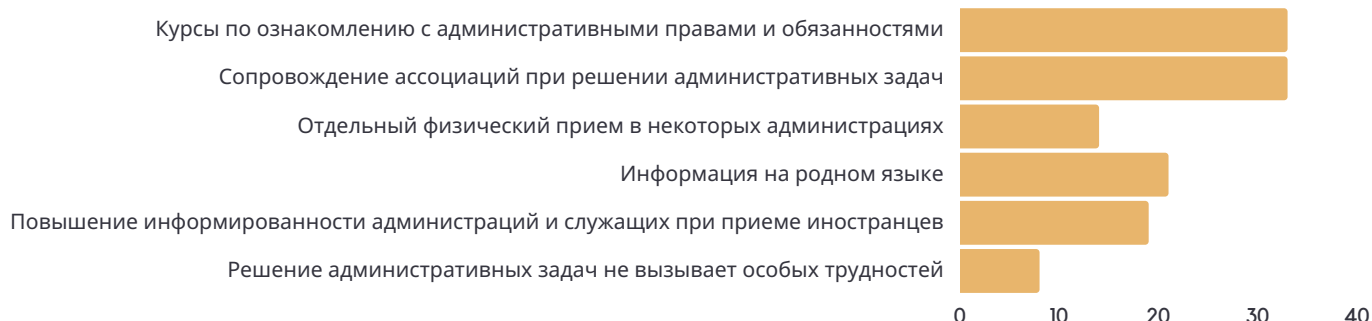 Курсы по ознакомлению с административными правами и обязанностями
Сопровождение ассоциаций при решении административных задач
Отдельный физический прием в некоторых администрациях
Информация на родном языке
Повышение информированности администраций и служащих при приеме иностранцев
Решение административных задач не вызывает особых трудностей
0 10 20 30 40